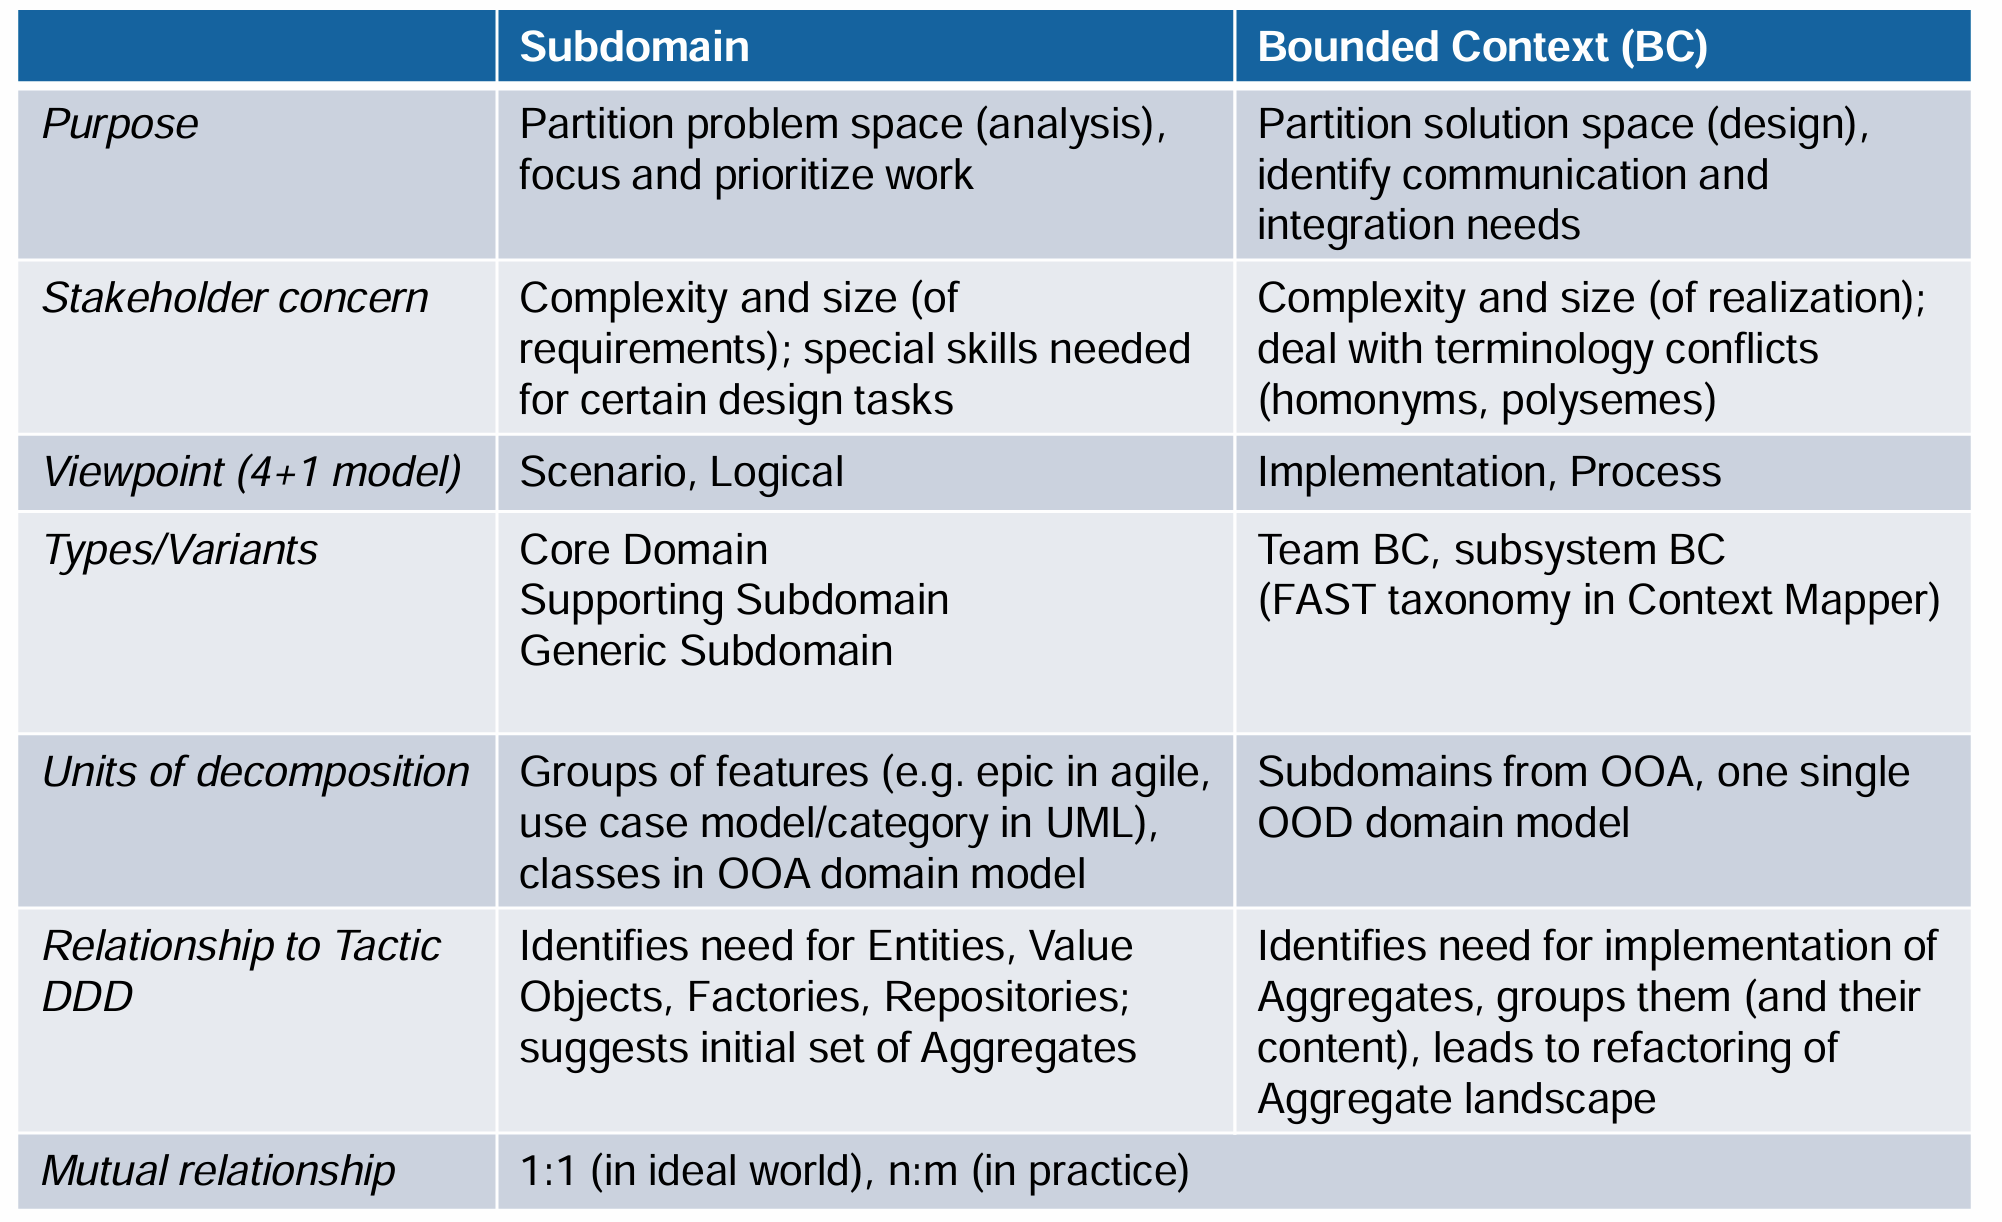 Subdomain
Bounded Context (BC)
Purpose
Partition problem space (analysis),
focus and prioritize work
Partition solution space (design),
identify communication and
integration needs
Stakeholder concern
Complexity and size (of
requirements); special skills needed
for certain design tasks
Complexity and size (of realization);
deal with terminology conflicts
(homonyms, polysemes)
Viewpoint (4+1 model)
Scenario, Logical
Implementation, Process
Types/Variants
Core Domain
Supporting Subdomain
Generic Subdomain
Team BC, subsystem BC
(FAST taxonomy in Context Mapper)
Units of decomposition
Groups of features (e.g. epic in agile,
use case model/category in UML),
classes in OOA domain model
Subdomains from OOA, one single
OOD domain model
Relationship to Tactic
DDD
Identifies need for Entities, Value
Objects, Factories, Repositories;
suggests initial set of Aggregates
Identifies need for implementation of
Aggregates, groups them (and their
content), leads to refactoring of
Aggregate landscape
Mutual relationship
1:1 (in ideal world), n:m (in practice)